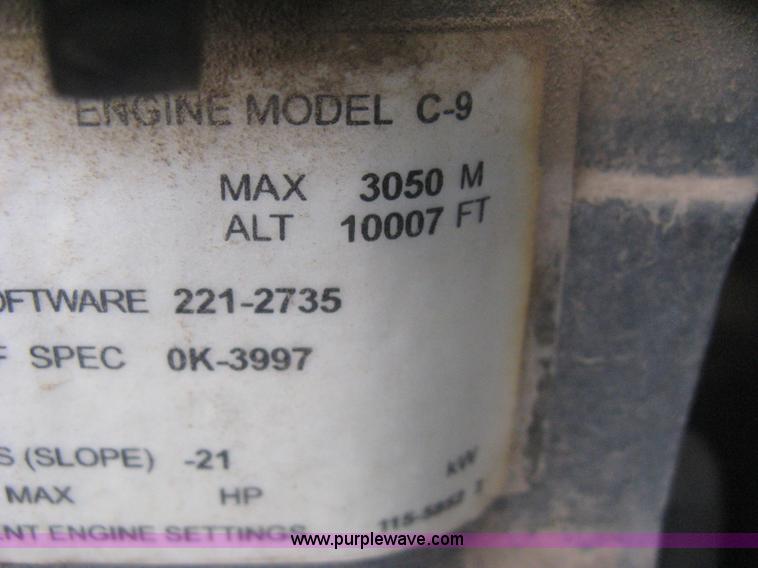 ENGINE MODEL C-9
MAX 3050 M
ALT 10007 FT
OFTWARE 221-2735
F SPEC 0K-3997
S (SLOPE) -21
kW
MAX HP
ENT ENGINE SETTINGS
www.purplewave.com